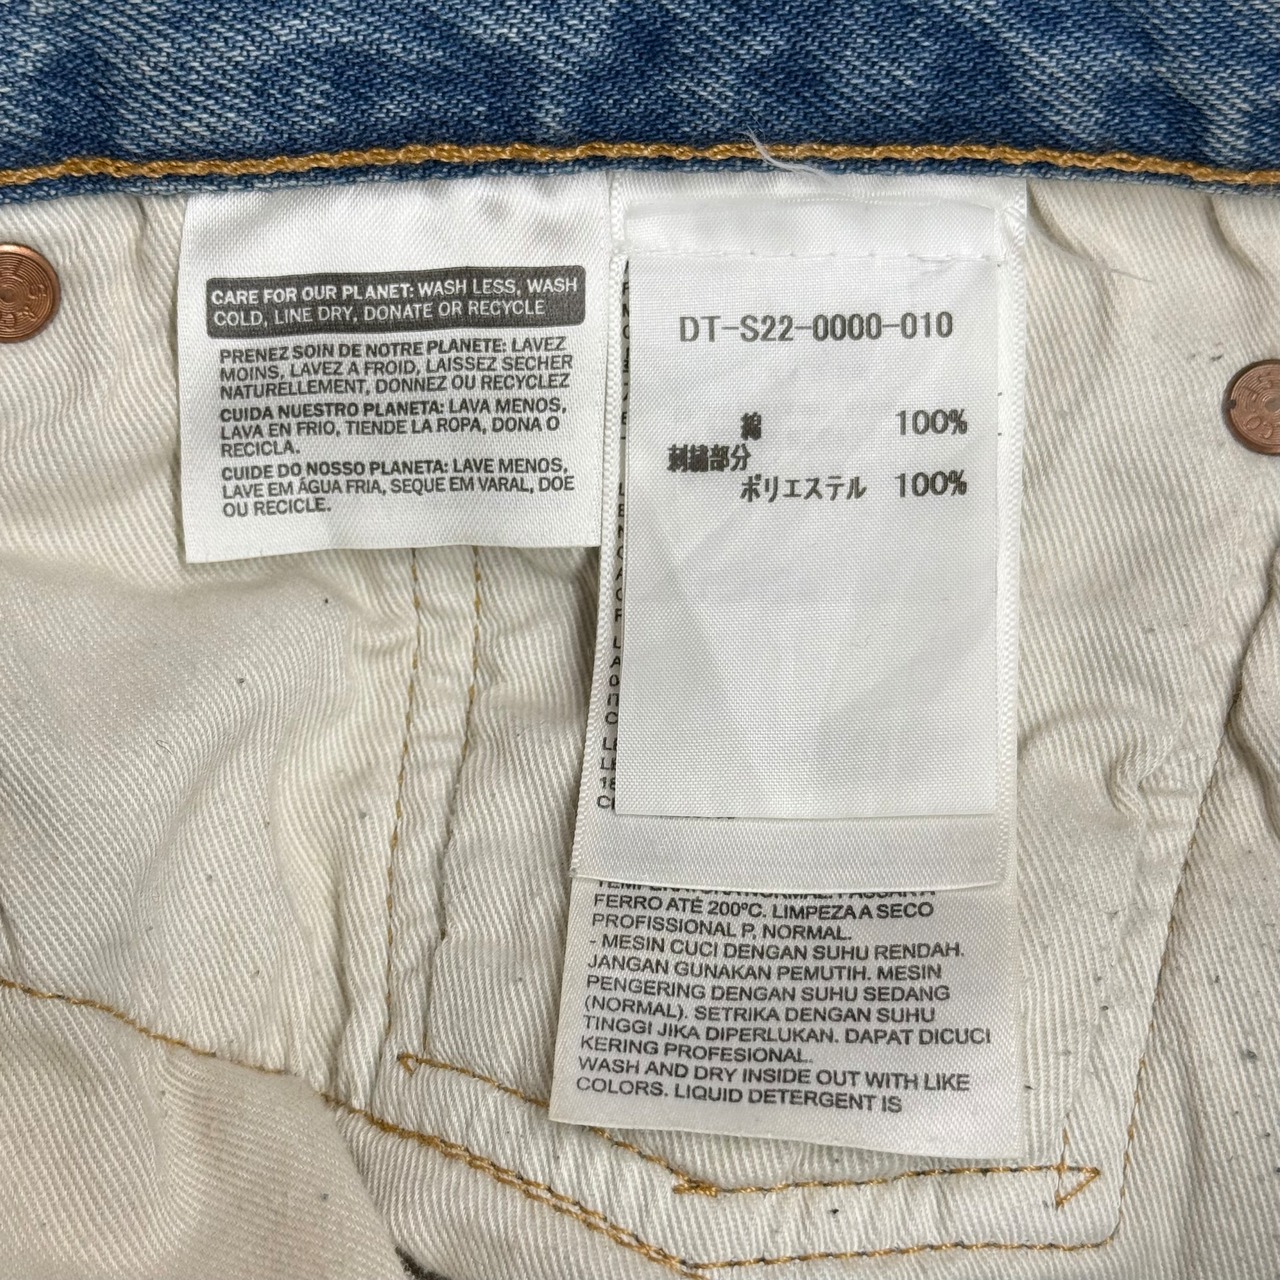 CARE FOR OUR PLANET: WASH LESS, WASH
COLD, LINE DRY, DONATE OR RECYCLE
PRENEZ SOIN DE NOTRE PLANETE: LAVEZ
MOINS, LAVEZ A FROID, LAISSEZ SECHER
NATURELLEMENT, DONNEZ OU RECYCLEZ
CUIDA NUESTRO PLANETA: LAVA MENOS,
LAVA EN FRIO, TIENDE LA ROPA, DONA O
RECICLA.
CUIDE DO NOSSO PLANETA: LAVE MENOS,
LAVE EM ÁGUA FRIA, SEQUE EM VARAL, DOE
OU RECICLE.
DT-S22-0000-010
綿 100%
刺繍部分
ポリエステル 100%
TEMPERATURA NORMAL. PASSAR A
FERRO ATÉ 200ºC. LIMPEZA A SECO
PROFISSIONAL P, NORMAL.
- MESIN CUCI DENGAN SUHU RENDAH.
JANGAN GUNAKAN PEMUTIH. MESIN
PENGERING DENGAN SUHU SEDANG
(NORMAL). SETRIKA DENGAN SUHU
TINGGI JIKA DIPERLUKAN. DAPAT DICUCI
KERING PROFESIONAL.
WASH AND DRY INSIDE OUT WITH LIKE
COLORS. LIQUID DETERGENT IS